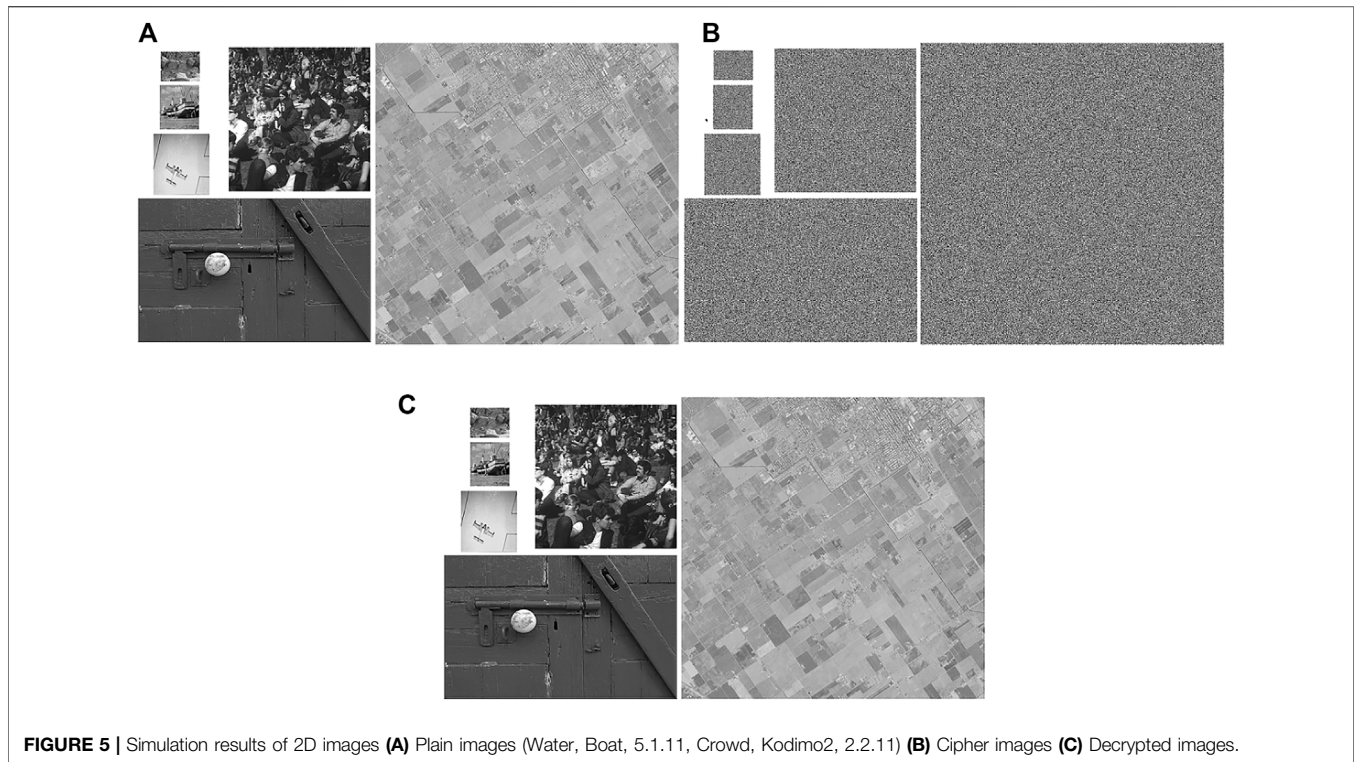 A
B
C
FIGURE 5 | Simulation results of 2D images (A) Plain images (Water, Boat, 5.1.11, Crowd, Kodimo2, 2.2.11) (B) Cipher images (C) Decrypted images.